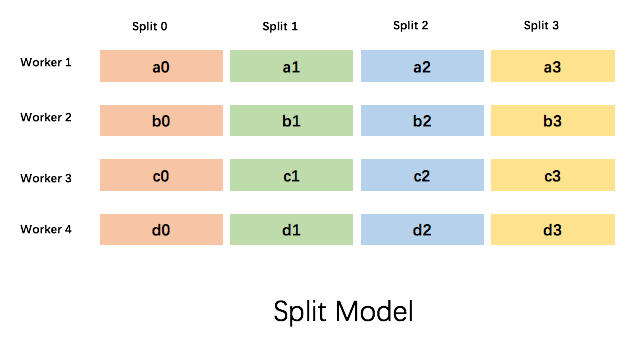 Split 0 Split 1 Split 2 Split 3
Worker 1 a0 a1 a2 a3
Worker 2 b0 b1 b2 b3
Worker 3 c0 c1 c2 c3
Worker 4 d0 d1 d2 d3
Split Model